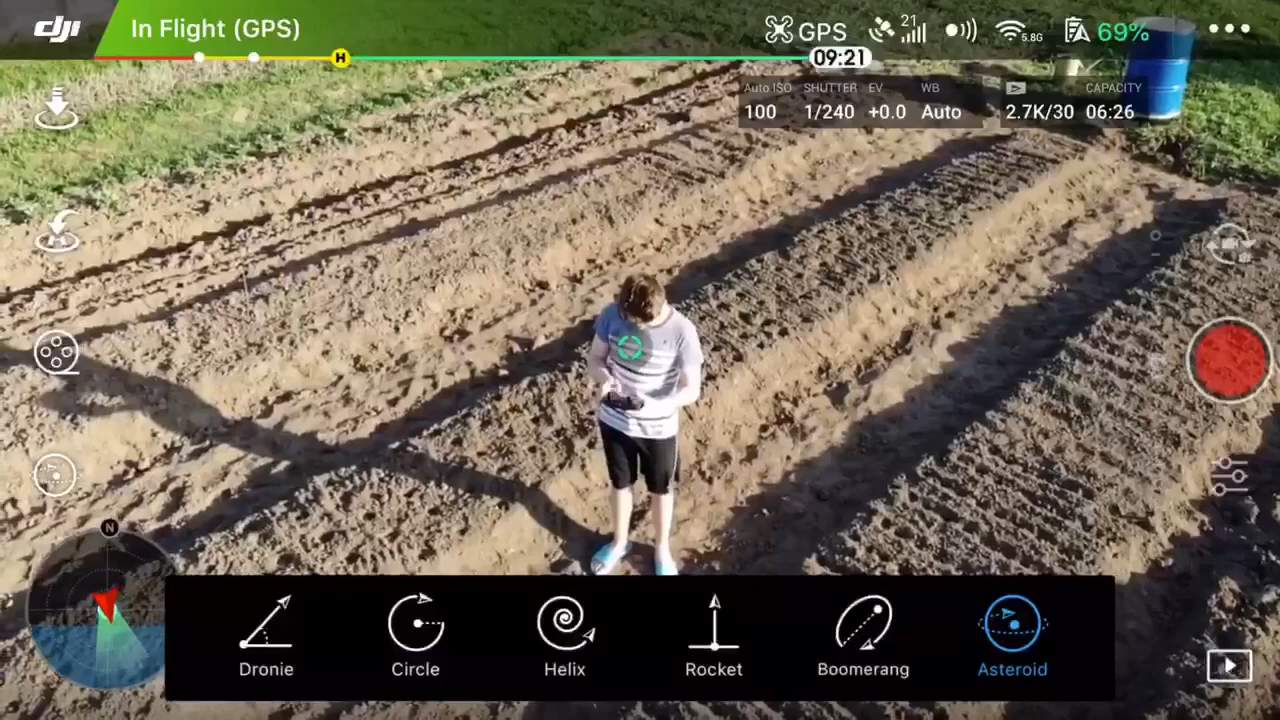 dji In Flight (GPS) GPS 21 5.8G 69%
H 09:21
Auto ISO SHUTTER EV WB CAPACITY
100 1/240 +0.0 Auto 2.7K/30 06:26
N
Dronie Circle Helix Rocket Boomerang Asteroid